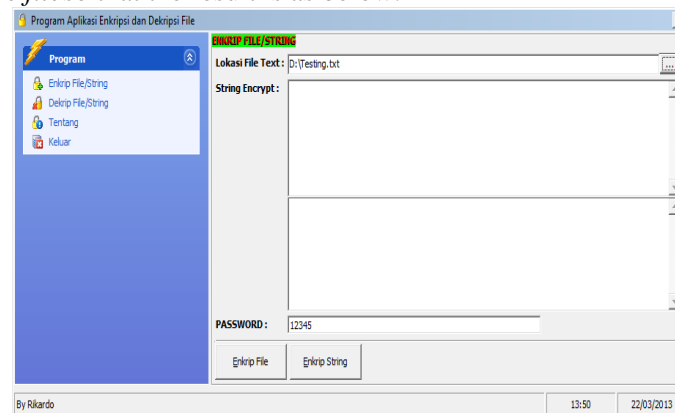 Program Aplikasi Enkripsi dan Dekripsi File
Program
Enkrip File/String
Dekrip File/String
Tentang
Keluar
ENKRIP FILE/STRING
Lokasi File Text : D:\Testing.txt ...
String Encrypt :
PASSWORD : 12345
Enkrip File Enkrip String
By Rikardo 13:50 22/03/2013